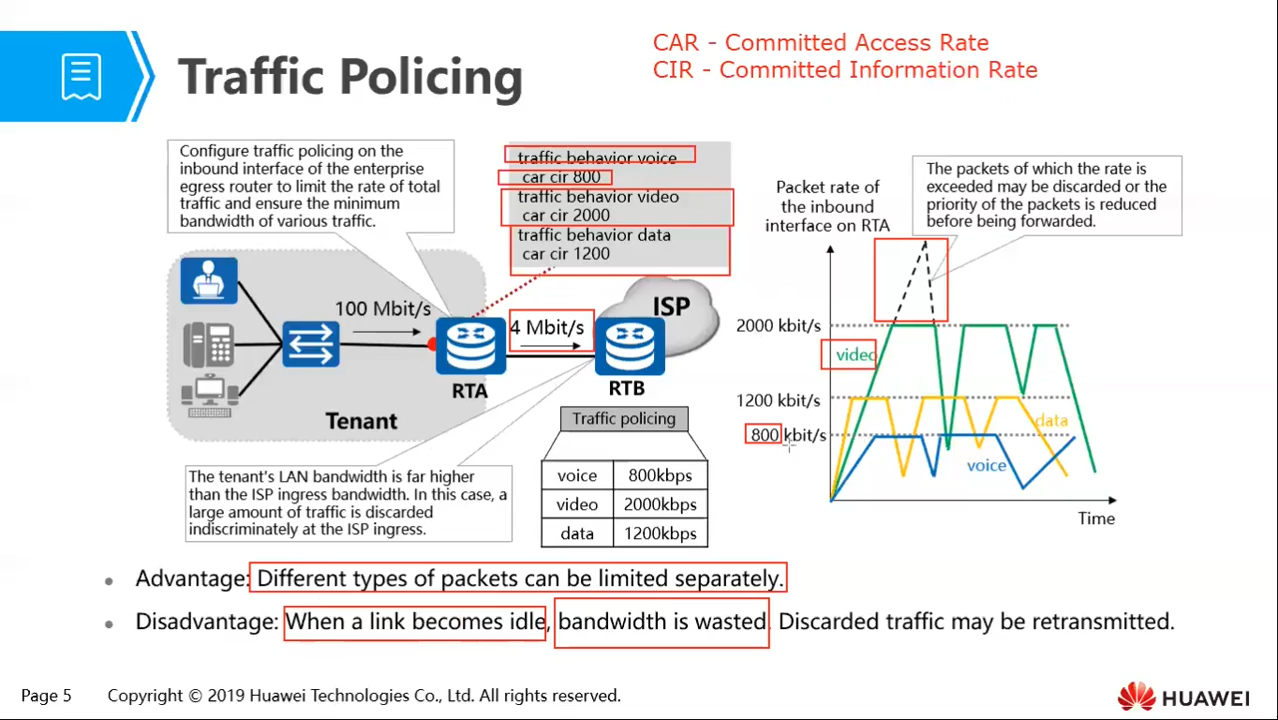 CAR - Committed Access Rate
CIR - Committed Information Rate
Traffic Policing
Configure traffic policing on the
inbound interface of the enterprise
egress router to limit the rate of total
traffic and ensure the minimum
bandwidth of various traffic.
traffic behavior voice
car cir 800
traffic behavior video
car cir 2000
traffic behavior data
car cir 1200
Packet rate of
the inbound
interface on RTA
The packets of which the rate is
exceeded may be discarded or the
priority of the packets is reduced
before being forwarded.
100 Mbit/s
4 Mbit/s
ISP
RTA
RTB
Tenant
2000 kbit/s
video
1200 kbit/s
data
800 kbit/s
voice
Time
Traffic policing
voice 800kbps
video 2000kbps
data 1200kbps
The tenant's LAN bandwidth is far higher
than the ISP ingress bandwidth. In this case, a
large amount of traffic is discarded
indiscriminately at the ISP ingress.
• Advantage: Different types of packets can be limited separately.
• Disadvantage: When a link becomes idle, bandwidth is wasted. Discarded traffic may be retransmitted.
Page 5 Copyright © 2019 Huawei Technologies Co., Ltd. All rights reserved.
HUAWEI